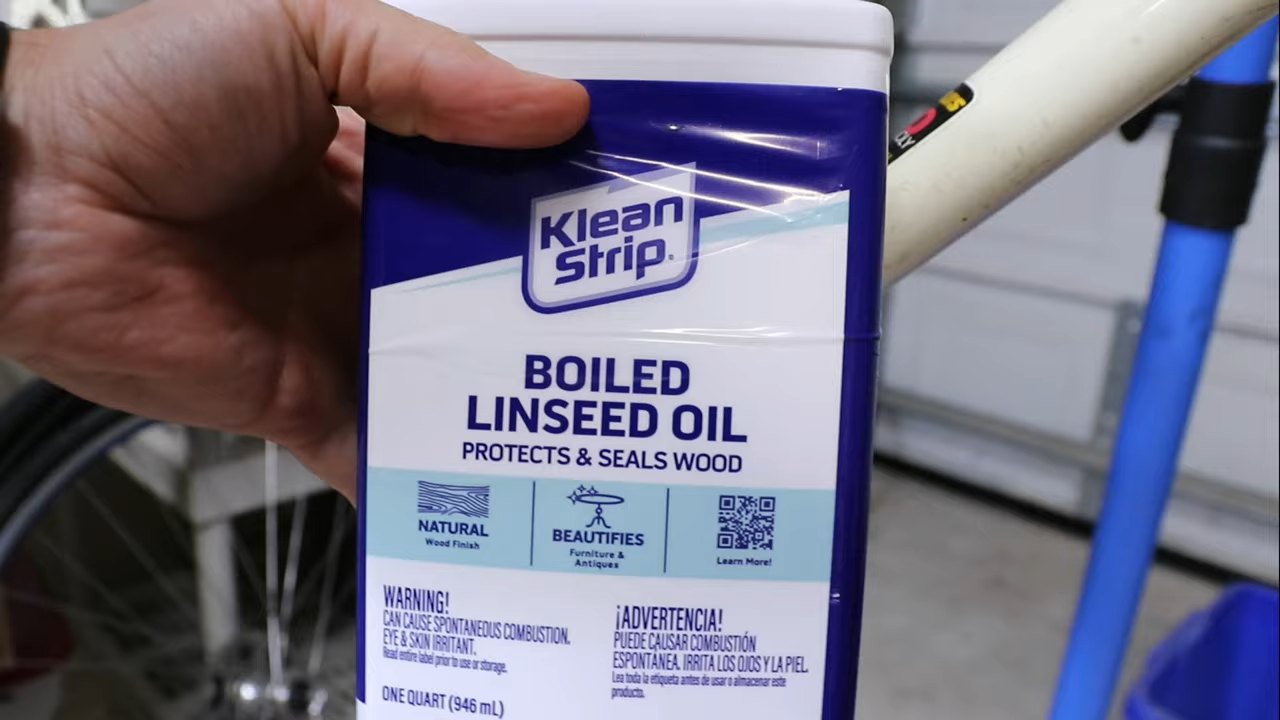 Klean
Strip.
BOILED
LINSEED OIL
PROTECTS & SEALS WOOD
NATURAL
Wood Finish
BEAUTIFIES
Furniture &
Antiques
Learn More!
WARNING!
CAN CAUSE SPONTANEOUS COMBUSTION.
EYE & SKIN IRRITANT.
Read entire label prior to use or storage.
¡ADVERTENCIA!
PUEDE CAUSAR COMBUSTIÓN
ESPONTÁNEA. IRRITA LOS OJOS Y LA PIEL.
Lea toda la etiqueta antes de usar o almacenar este
producto.
ONE QUART (946 mL)